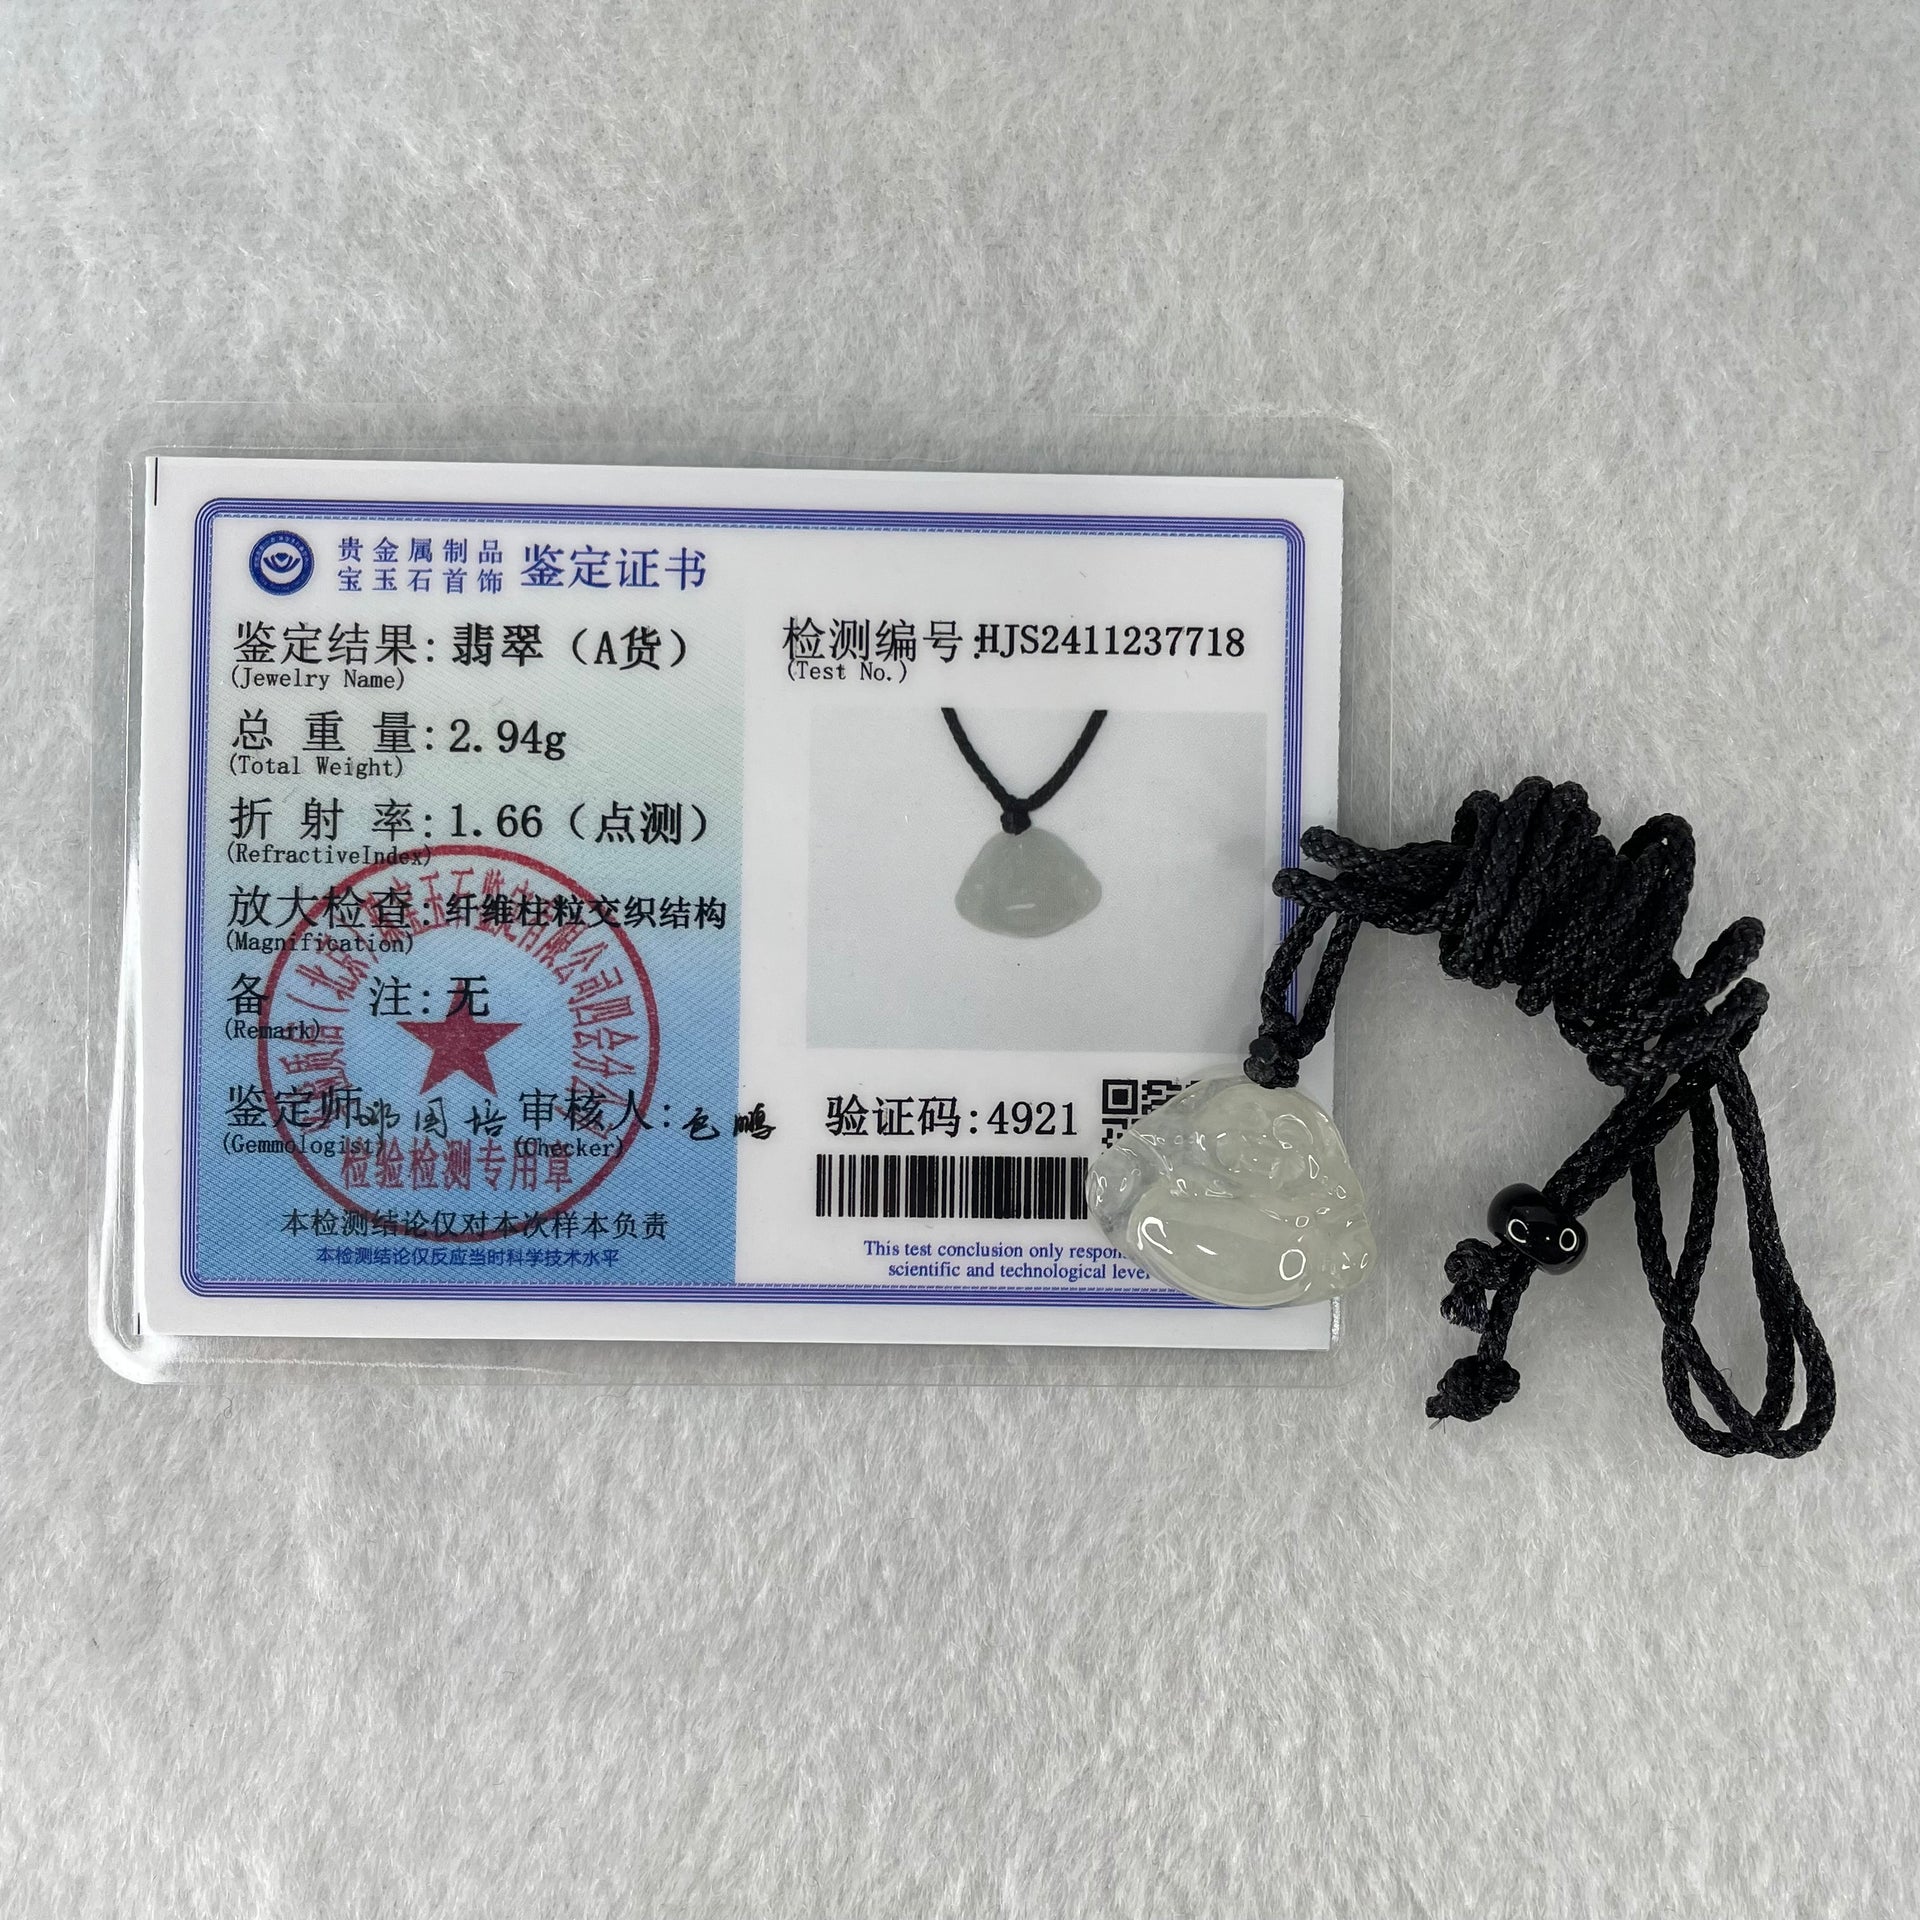 贵金属制品
宝玉石首饰
鉴定证书
鉴定结果:翡翠（A货）
(Jewelry Name)
总重量:2.94g
(Total Weight)
折射率:1.66（点测）
(RefractiveIndex)
放大检查:纤维柱粒交织结构
(Magnification)
备注:无
(Remark)
鉴定师
(Gemmologist)
审核人:
(Checker)
检验检测专用章
本检测结论仅对本次样本负责
本检测结论仅反应当时科学技术水平
检测编号:HJS2411237718
(Test No.)
验证码:4921
This test conclusion only respon
scientific and technological level